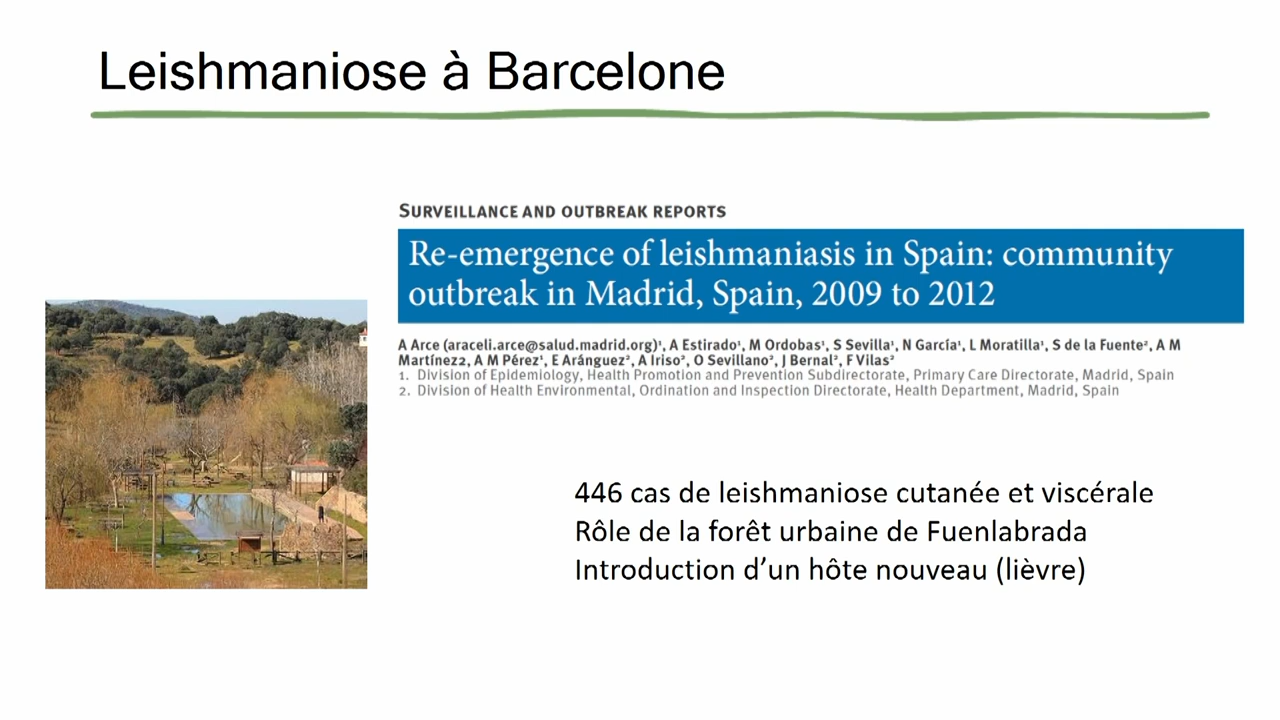 Leishmaniose à Barcelone
SURVEILLANCE AND OUTBREAK REPORTS
Re-emergence of leishmaniasis in Spain: community
outbreak in Madrid, Spain, 2009 to 2012
A Arce (araceli.arce@salud.madrid.org)¹, A Estirado¹, M Ordobas¹, S Sevilla¹, N García¹, L Moratilla¹, S de la Fuente², A M
Martínez2, A M Pérez¹, E Aránguez², A Iriso², O Sevillano², J Bernal², F Vilas²
1. Division of Epidemiology, Health Promotion and Prevention Subdirectorate, Primary Care Directorate, Madrid, Spain
2. Division of Health Environmental, Ordination and Inspection Directorate, Health Department, Madrid, Spain
446 cas de leishmaniose cutanée et viscérale
Rôle de la forêt urbaine de Fuenlabrada
Introduction d’un hôte nouveau (lièvre)